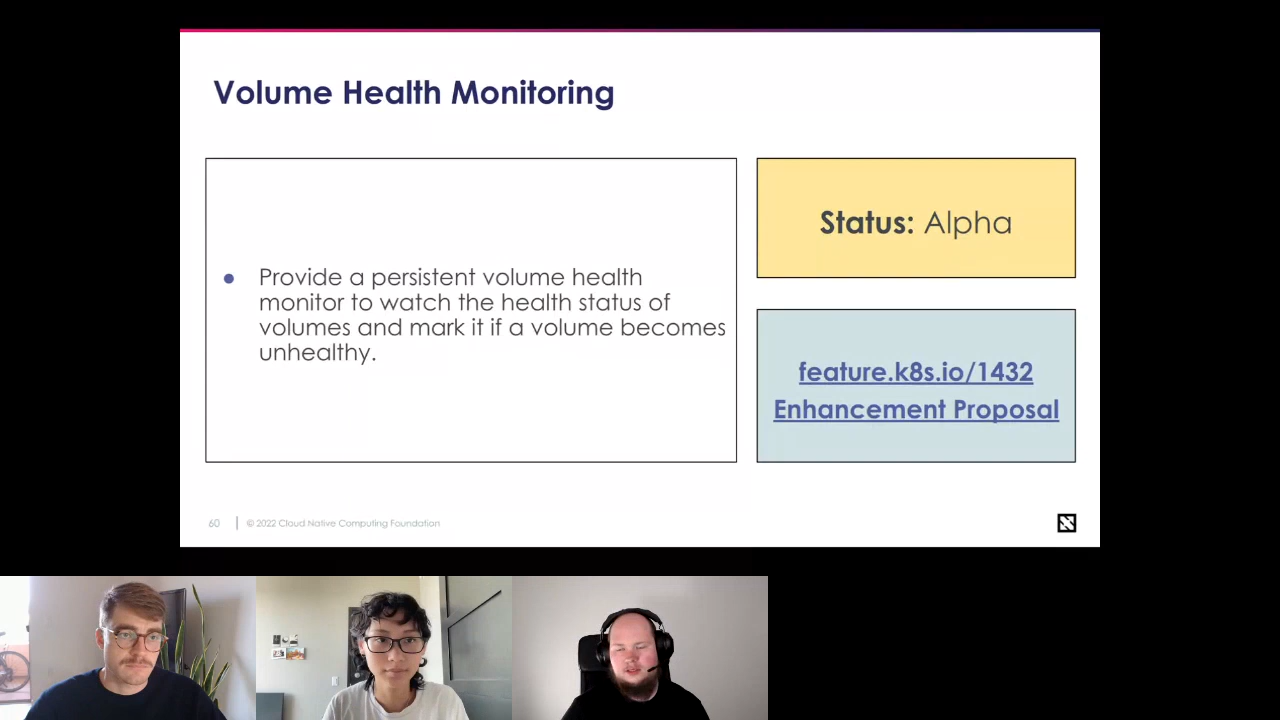 Volume Health Monitoring
● Provide a persistent volume health
monitor to watch the health status of
volumes and mark it if a volume becomes
unhealthy.
Status: Alpha
feature.k8s.io/1432
Enhancement Proposal
60 | © 2022 Cloud Native Computing Foundation